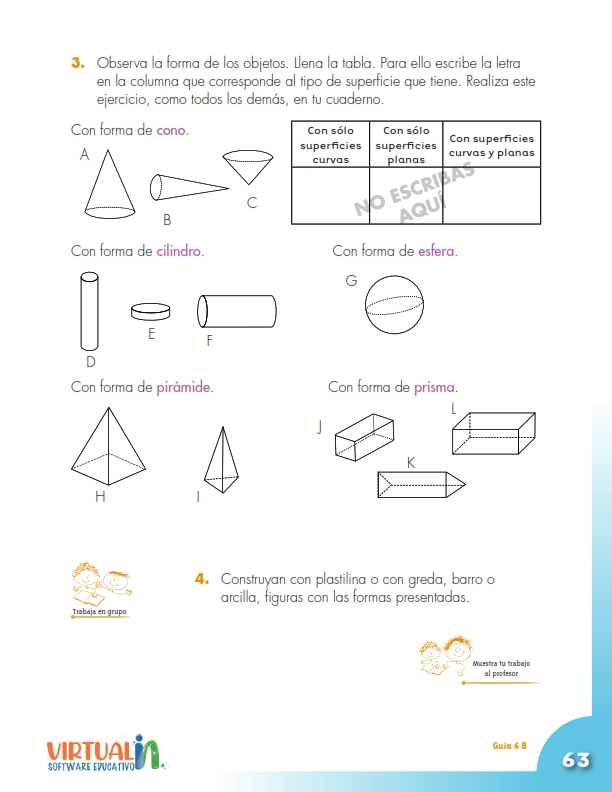 3. Observa la forma de los objetos. Llena la tabla. Para ello escribe la letra
en la columna que corresponde al tipo de superficie que tiene. Realiza este
ejercicio, como todos los demás, en tu cuaderno.
Con forma de cono.
A
B
C
Con sólo
superficies
curvas
Con sólo
superficies
planas
Con superficies
curvas y planas
NO ESCRIBAS
AQUÍ
Con forma de cilindro.
D
E
F
Con forma de esfera.
G
Con forma de pirámide.
H
I
Con forma de prisma.
J
L
K
Trabaja en grupo
4. Construyan con plastilina o con greda, barro o
arcilla, figuras con las formas presentadas.
Muestra tu trabajo
al profesor
VIRTUALin
SOFTWARE EDUCATIVO
Guía 6 B
63